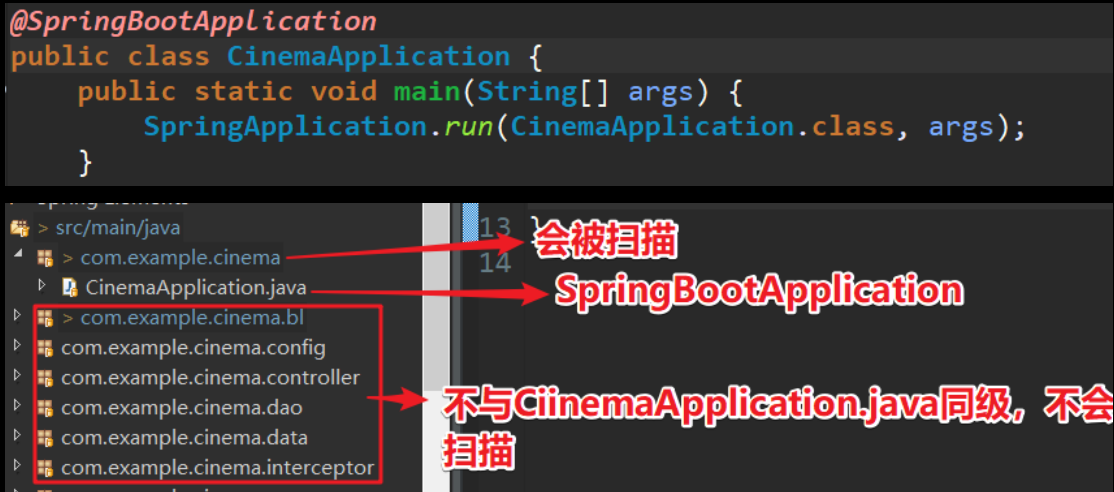 @SpringBootApplication
public class CinemaApplication {
public static void main(String[] args) {
SpringApplication.run(CinemaApplication.class, args);
}
> src/main/java
> com.example.cinema
CinemaApplication.java
> com.example.cinema.bl
com.example.cinema.config
com.example.cinema.controller
com.example.cinema.dao
com.example.cinema.data
com.example.cinema.interceptor
13 }
14
会被扫描
SpringBootApplication
不与CiinemaApplication.java同级，不会
扫描